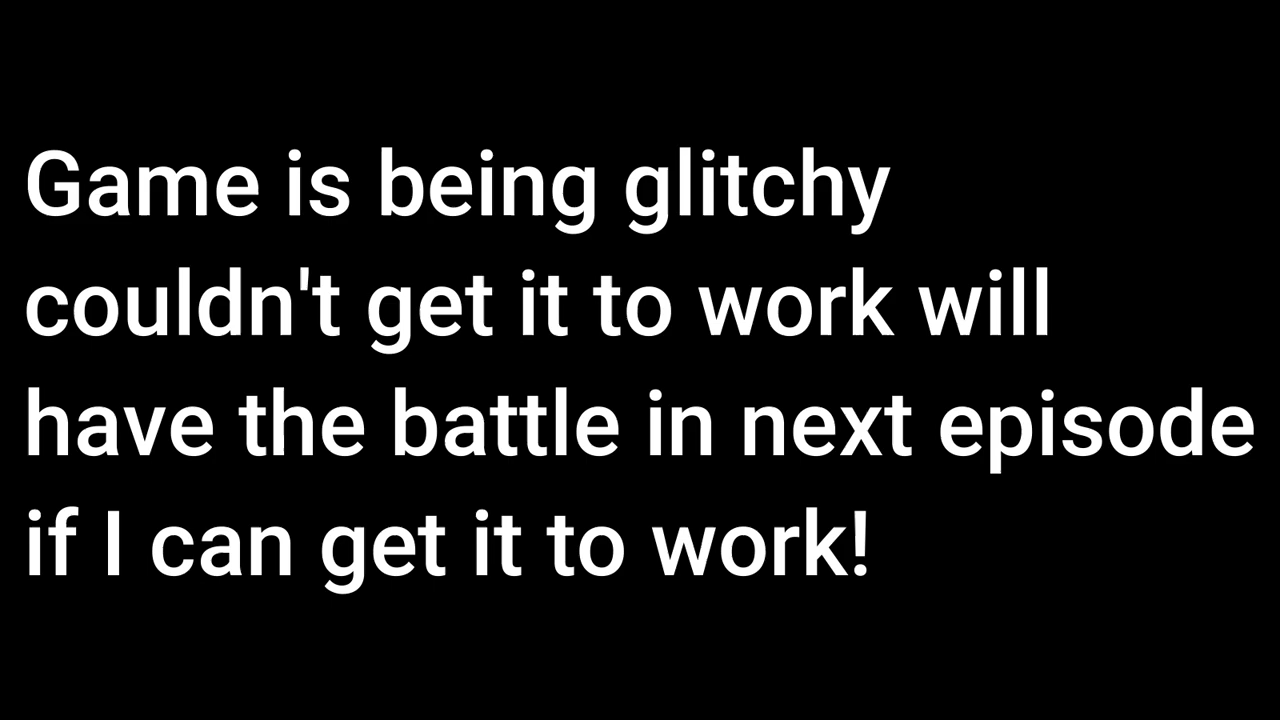 Game is being glitchy
couldn't get it to work will
have the battle in next episode
if I can get it to work!